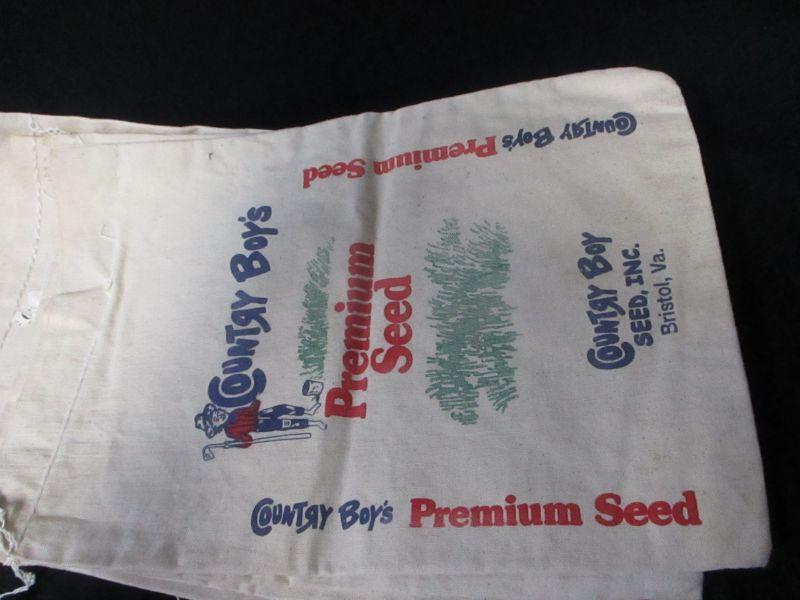 COUNTRY BOY'S
Premium
Seed
COUNTRY BOY
SEED, INC.
Bristol, Va.
COUNTRY BOY'S Premium Seed
COUNTRY BOY'S Premium Seed